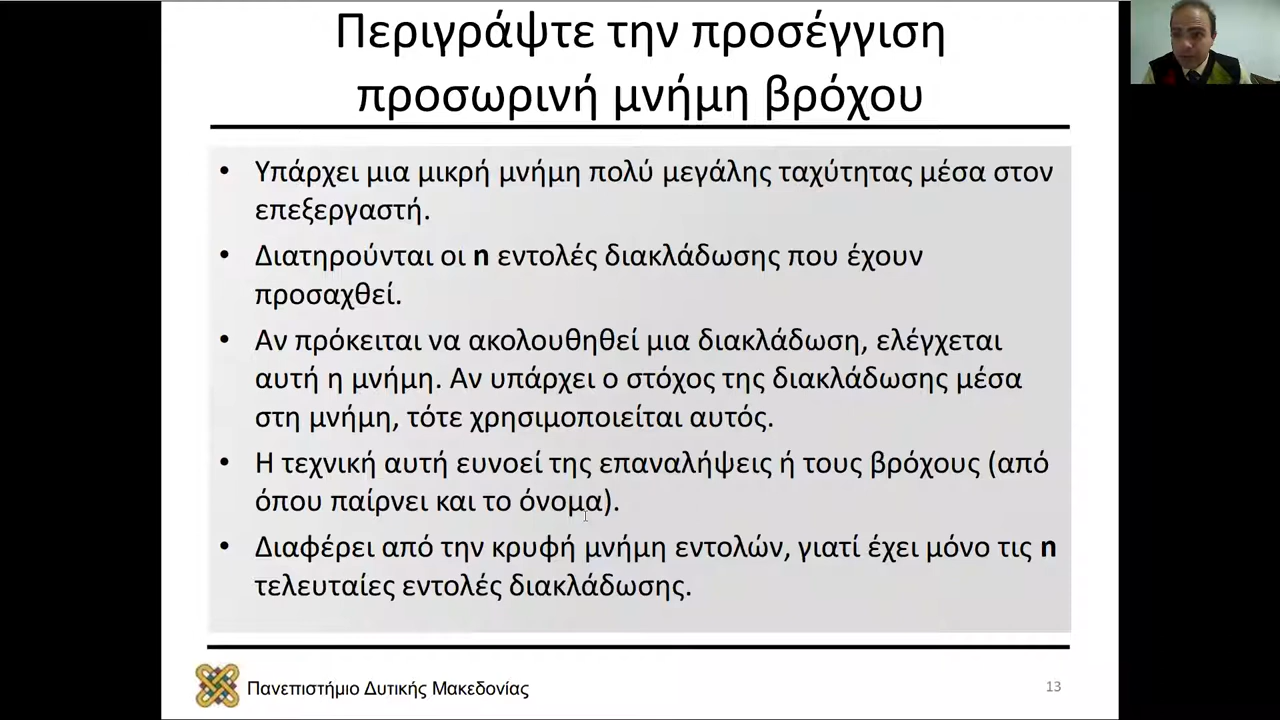 Περιγράψτε την προσέγγιση
προσωρινή μνήμη βρόχου
• Υπάρχει μια μικρή μνήμη πολύ μεγάλης ταχύτητας μέσα στον
επεξεργαστή.
• Διατηρούνται οι n εντολές διακλάδωσης που έχουν
προσαχθεί.
• Αν πρόκειται να ακολουθηθεί μια διακλάδωση, ελέγχεται
αυτή η μνήμη. Αν υπάρχει ο στόχος της διακλάδωσης μέσα
στη μνήμη, τότε χρησιμοποιείται αυτός.
• Η τεχνική αυτή ευνοεί της επαναλήψεις ή τους βρόχους (από
όπου παίρνει και το όνομα).
• Διαφέρει από την κρυφή μνήμη εντολών, γιατί έχει μόνο τις n
τελευταίες εντολές διακλάδωσης.
Πανεπιστήμιο Δυτικής Μακεδονίας
13